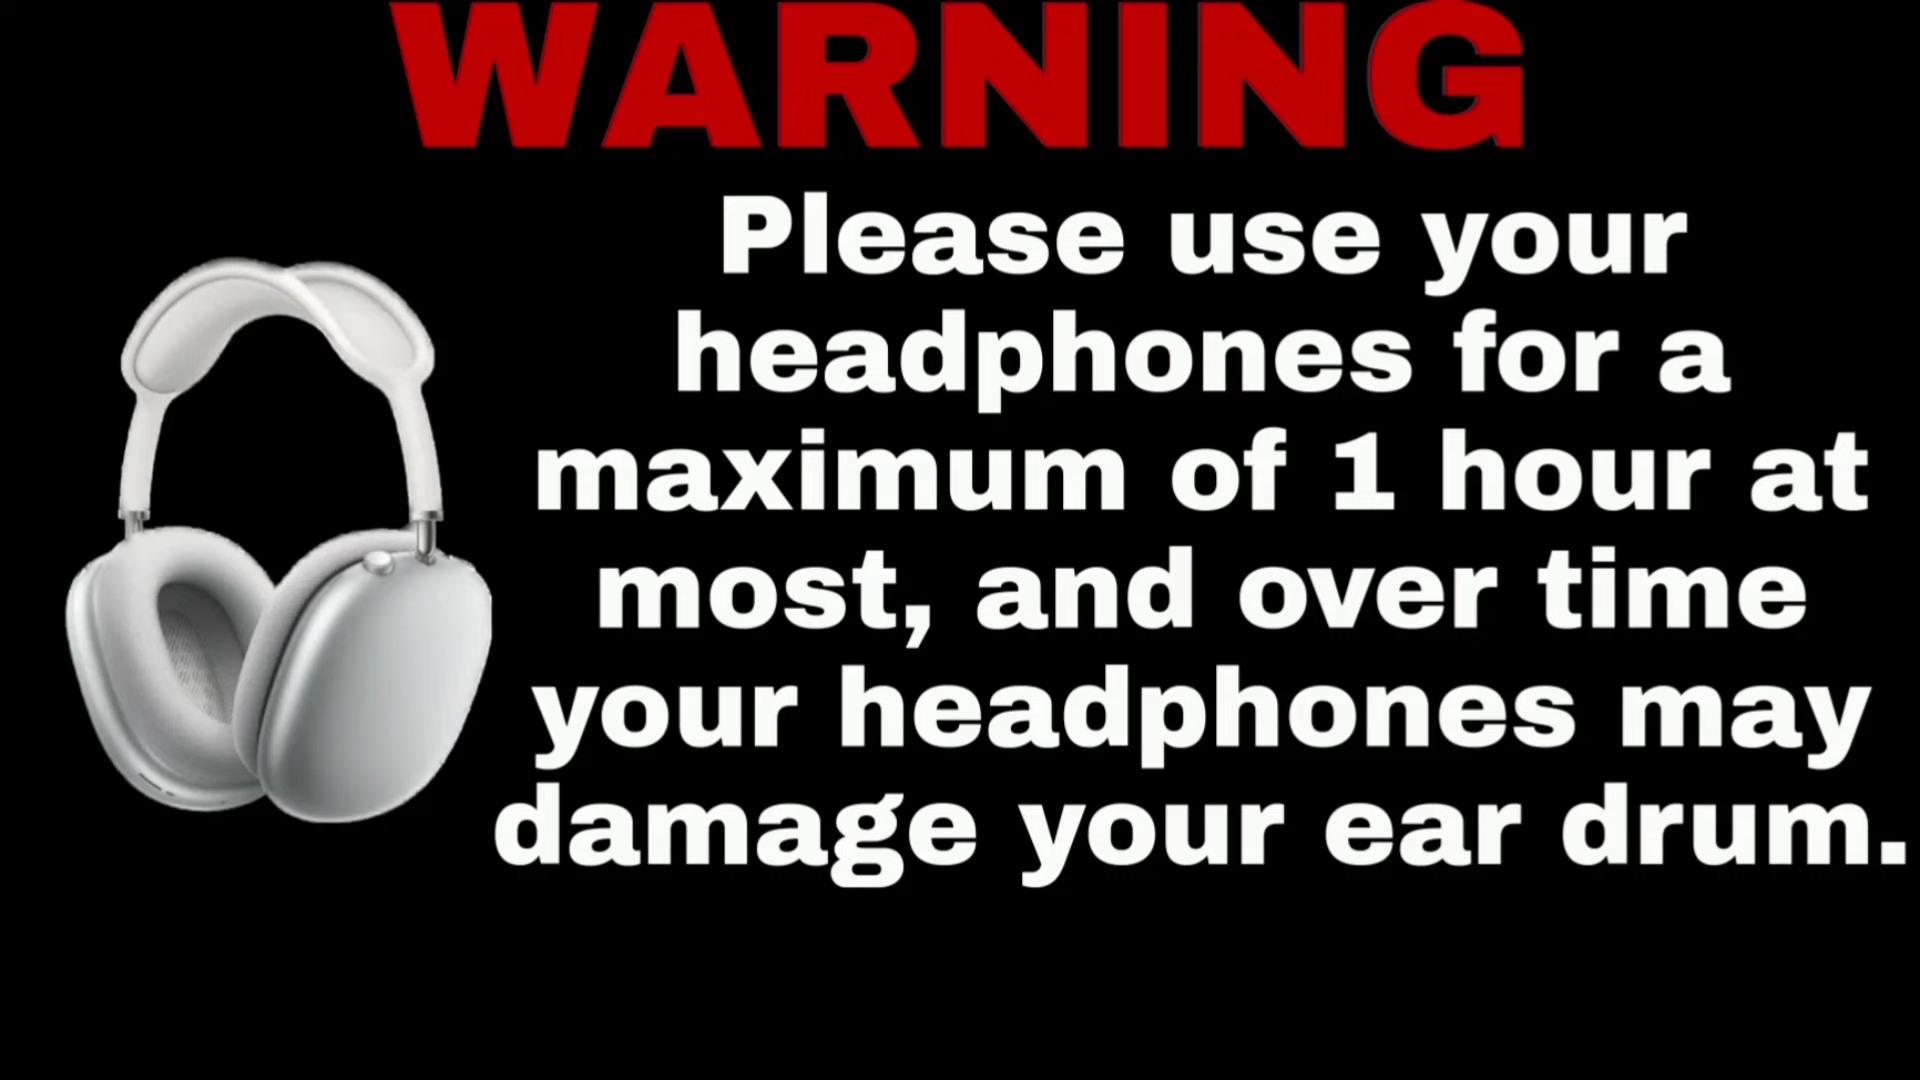 WARNING
Please use your
headphones for a
maximum of 1 hour at
most, and over time
your headphones may
damage your ear drum.